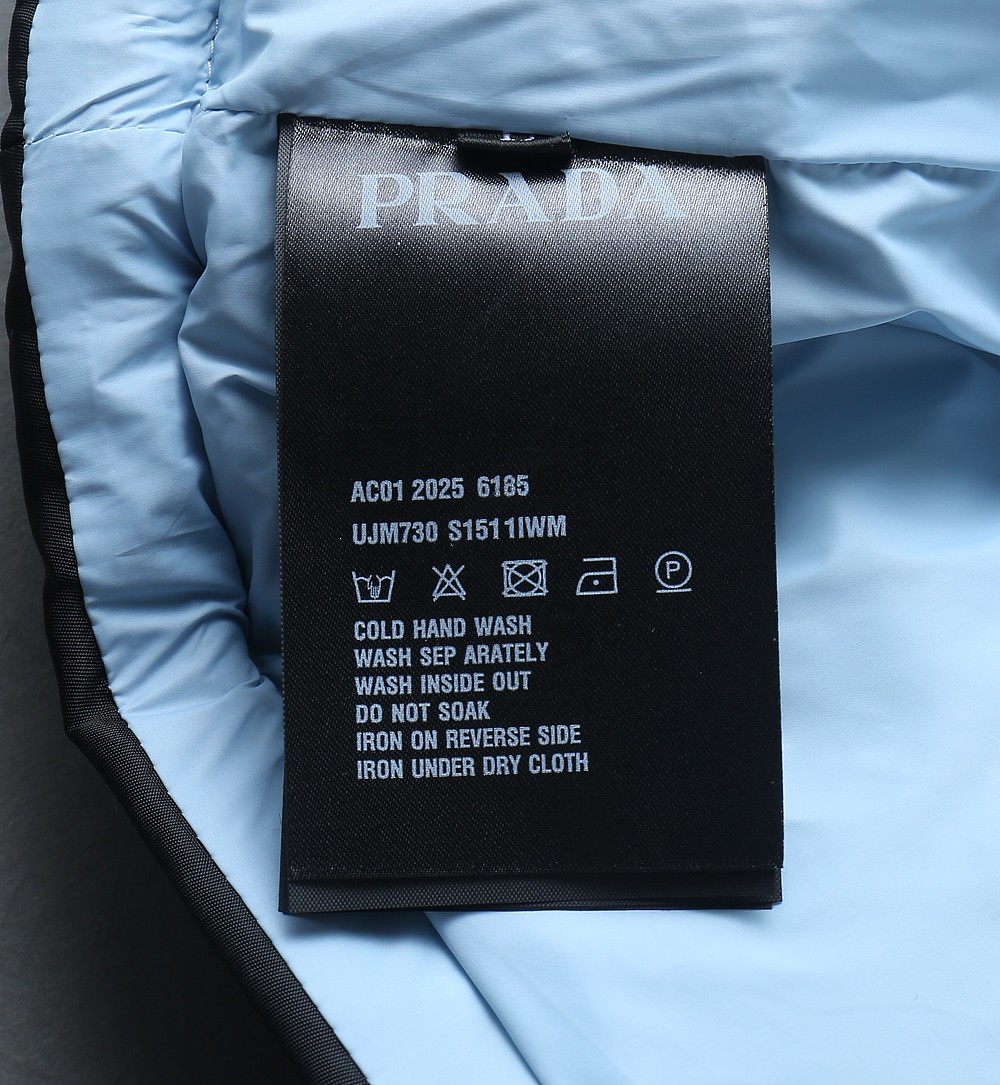 PRADA
AC01 2025 6185
UJM730 S1511IWM
P
COLD HAND WASH
WASH SEP ARATELY
WASH INSIDE OUT
DO NOT SOAK
IRON ON REVERSE SIDE
IRON UNDER DRY CLOTH